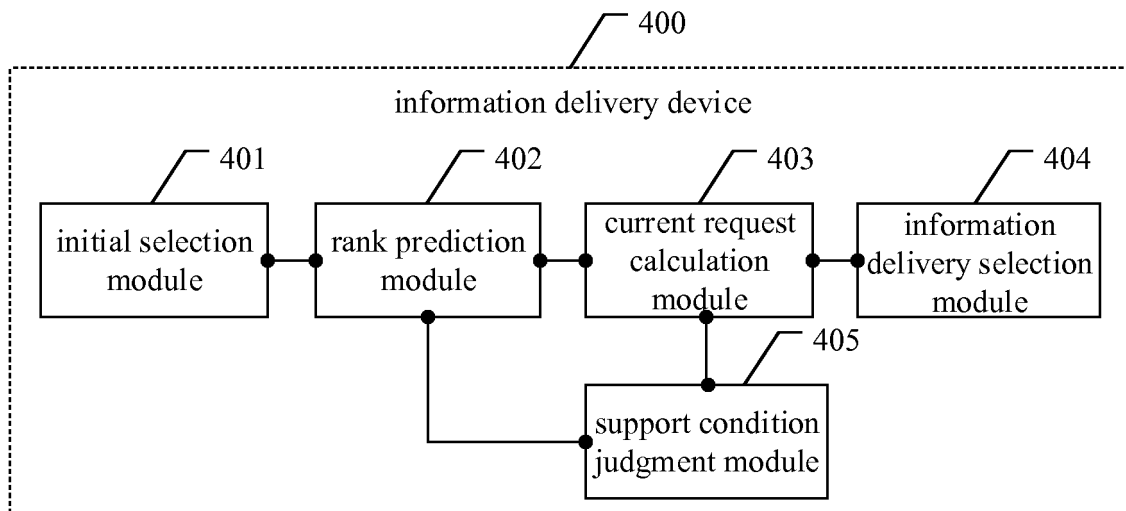 400
information delivery device
401
402
403
404
initial selection
module
rank prediction
module
current request
calculation
module
information
delivery selection
module
405
support condition
judgment module